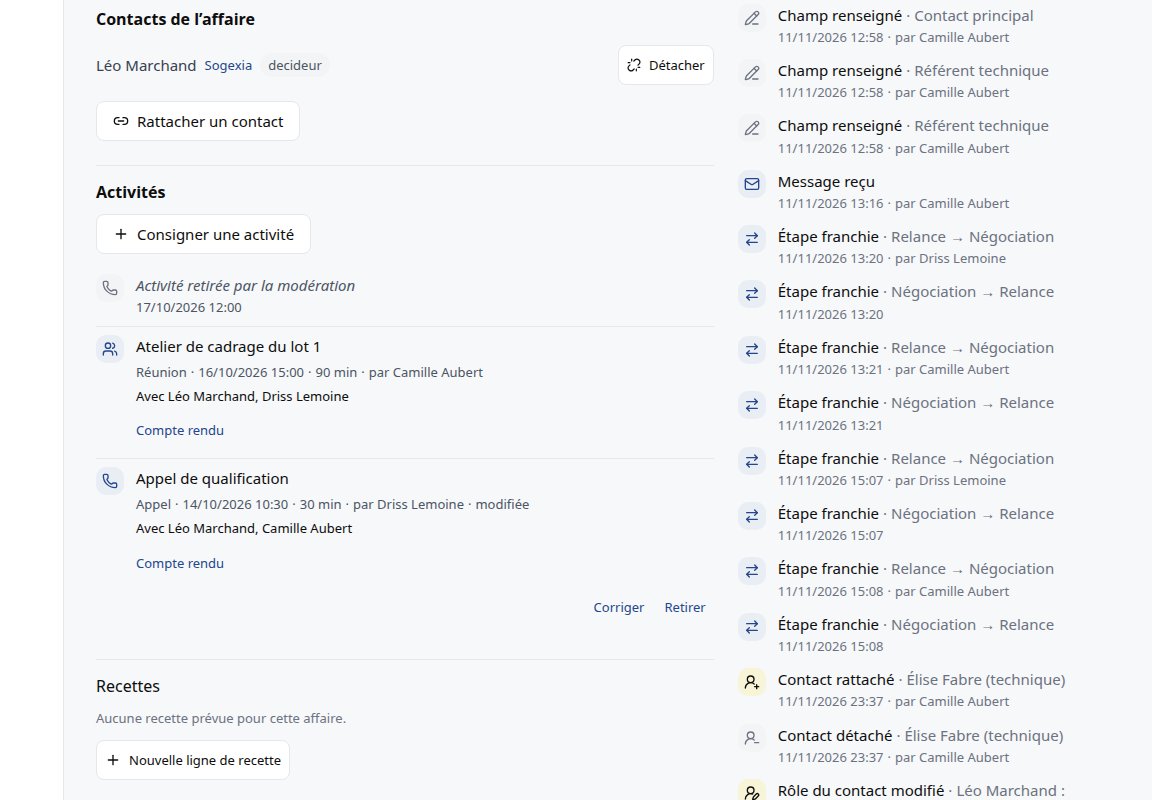 Contacts de l’affaire
Léo Marchand Sogexia decideur
Détacher
Rattacher un contact
Activités
Consigner une activité
Activité retirée par la modération
17/10/2026 12:00
Atelier de cadrage du lot 1
Réunion · 16/10/2026 15:00 · 90 min · par Camille Aubert
Avec Léo Marchand, Driss Lemoine
Compte rendu
Appel de qualification
Appel · 14/10/2026 10:30 · 30 min · par Driss Lemoine · modifiée
Avec Léo Marchand, Camille Aubert
Compte rendu
Corriger Retirer
Recettes
Aucune recette prévue pour cette affaire.
Nouvelle ligne de recette
Champ renseigné · Contact principal
11/11/2026 12:58 · par Camille Aubert
Champ renseigné · Référent technique
11/11/2026 12:58 · par Camille Aubert
Champ renseigné · Référent technique
11/11/2026 12:58 · par Camille Aubert
Message reçu
11/11/2026 13:16 · par Camille Aubert
Étape franchie · Relance → Négociation
11/11/2026 13:20 · par Driss Lemoine
Étape franchie · Négociation → Relance
11/11/2026 13:20
Étape franchie · Relance → Négociation
11/11/2026 13:21 · par Camille Aubert
Étape franchie · Négociation → Relance
11/11/2026 13:21
Étape franchie · Relance → Négociation
11/11/2026 15:07 · par Driss Lemoine
Étape franchie · Négociation → Relance
11/11/2026 15:07
Étape franchie · Relance → Négociation
11/11/2026 15:08 · par Camille Aubert
Étape franchie · Négociation → Relance
11/11/2026 15:08
Contact rattaché · Élise Fabre (technique)
11/11/2026 23:37 · par Camille Aubert
Contact détaché · Élise Fabre (technique)
11/11/2026 23:37 · par Camille Aubert
Rôle du contact modifié · Léo Marchand :